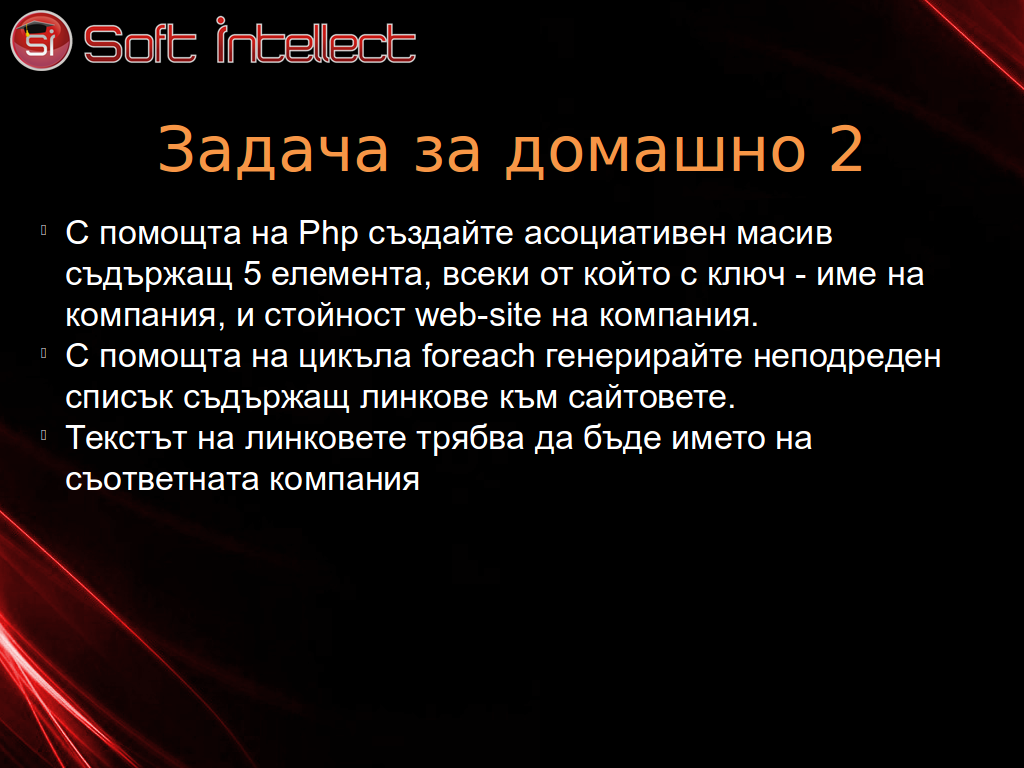 Si Soft intellect
Задача за домашно 2
С помощта на Php създайте асоциативен масив
съдържащ 5 елемента, всеки от който с ключ - име на
компания, и стойност web-site на компания.
С помощта на цикъла foreach генерирайте неподреден
списък съдържащ линкове към сайтовете.
Текстът на линковете трябва да бъде името на
съответната компания